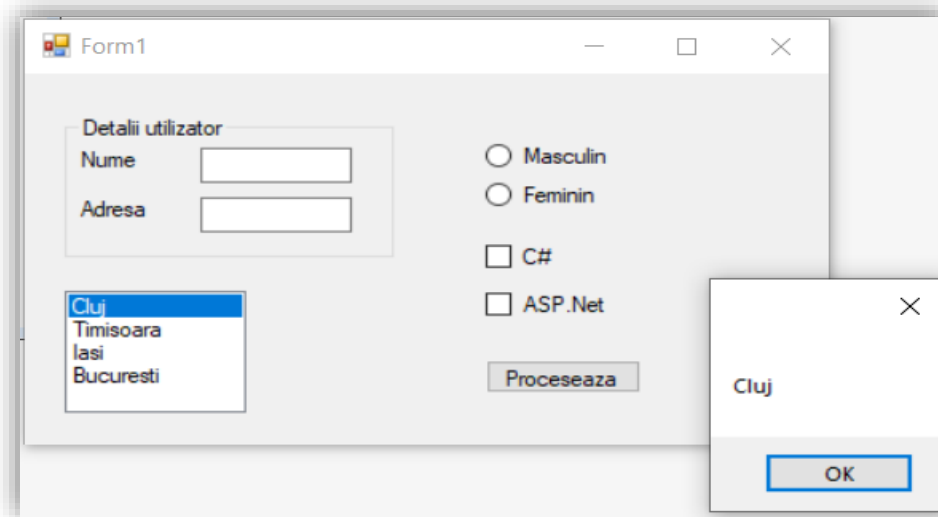 Form1
Detalii utilizator
Nume
Adresa
Masculin
Feminin
C#
ASP.Net
Cluj
Timisoara
Iasi
Bucuresti
Proceseaza
Cluj
OK